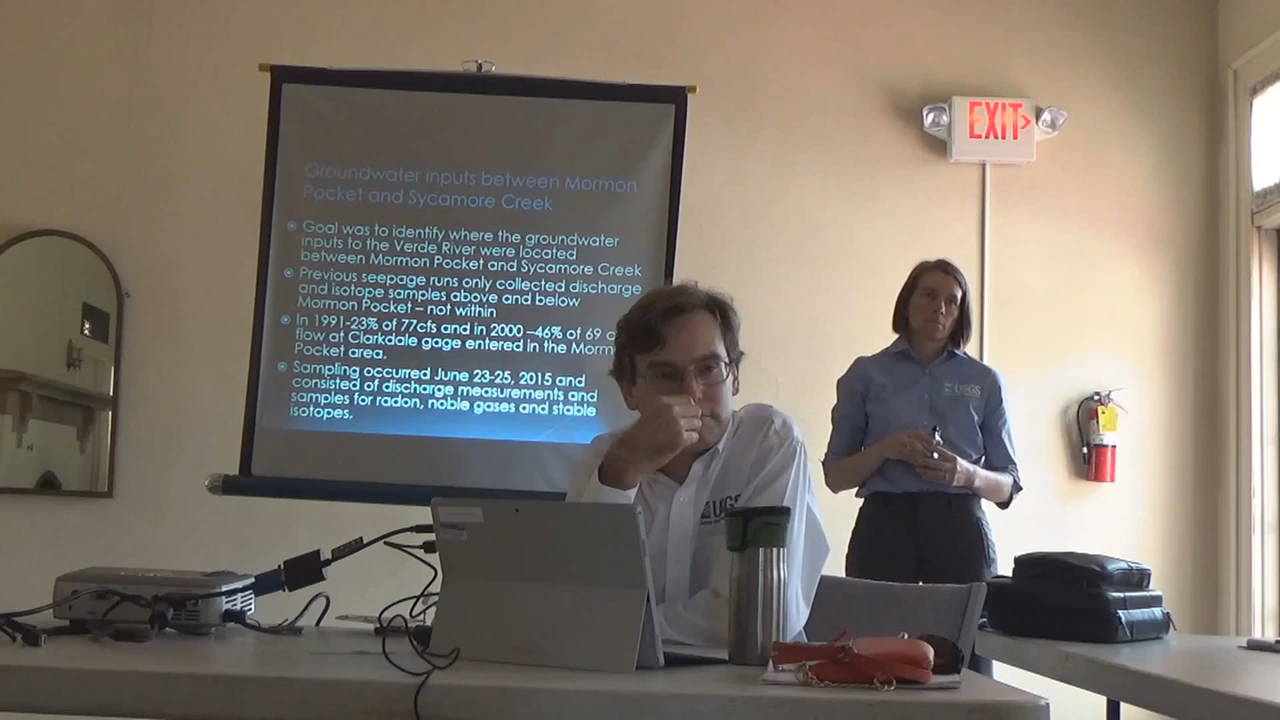 Groundwater inputs between Mormon
Pocket and Sycamore Creek
Goal was to identify where the groundwater
inputs to the Verde River were located
between Mormon Pocket and Sycamore Creek
Previous seepage runs only collected discharge
and isotope samples above and below
Mormon Pocket – not within
In 1991-23% of 77cfs and in 2000 –46% of 69 c
flow at Clarkdale gage entered in the Morm
Pocket area.
Sampling occurred June 23-25, 2015 and
consisted of discharge measurements and
samples for radon, noble gases and stable
isotopes.
EXIT>
USGS
USGS